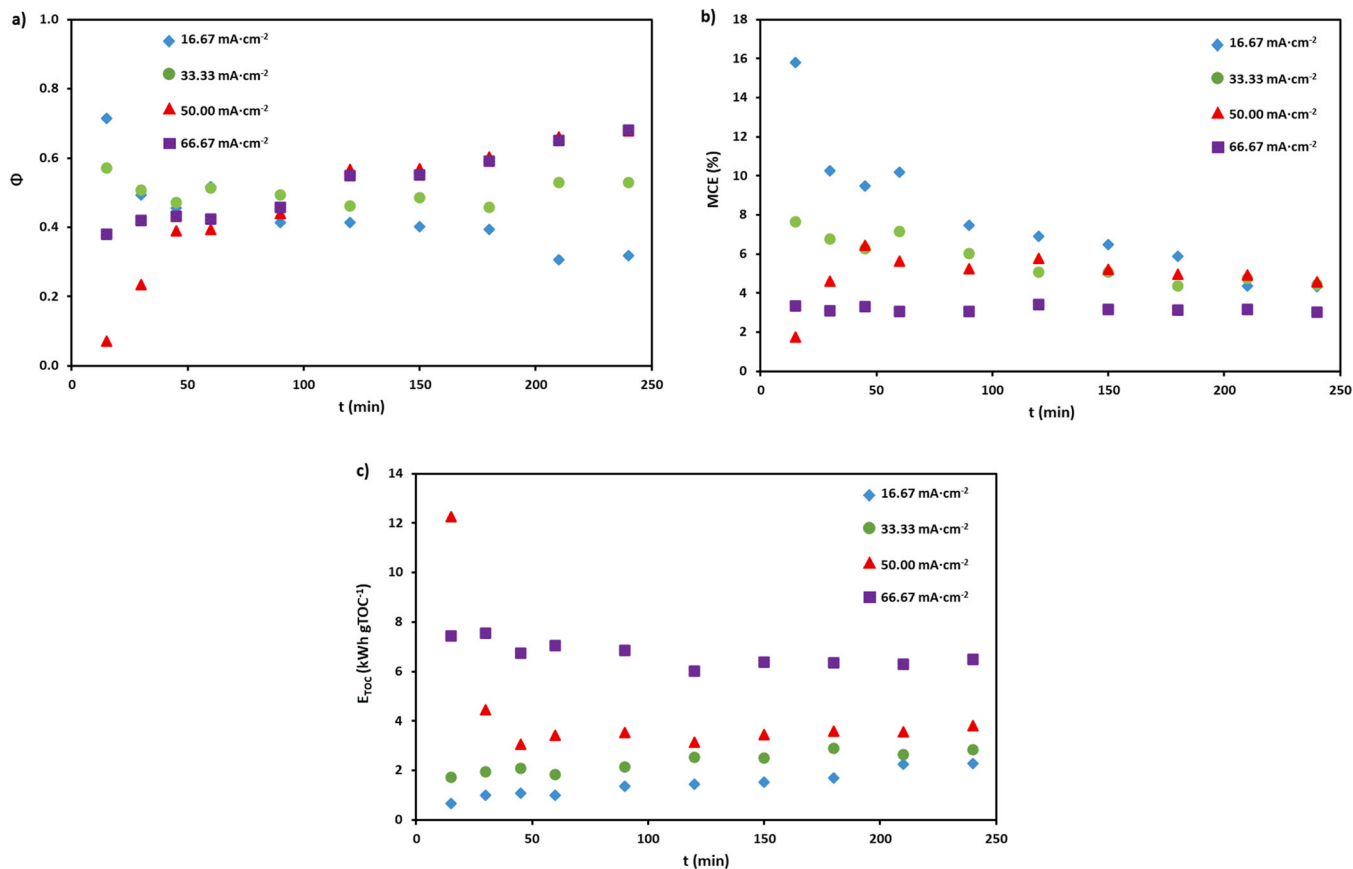 a)
1.0
0.8
0.6
0.4
0.2
0.0
Φ
16.67 mA·cm⁻²
33.33 mA·cm⁻²
50.00 mA·cm⁻²
66.67 mA·cm⁻²
0 50 100 150 200 250
t (min)
b)
18
16
14
12
10
8
6
4
2
0
MCE (%)
16.67 mA·cm⁻²
33.33 mA·cm⁻²
50.00 mA·cm⁻²
66.67 mA·cm⁻²
0 50 100 150 200 250
t (min)
c)
14
12
10
8
6
4
2
0
E_TOC (kWh gTOC⁻¹)
16.67 mA·cm⁻²
33.33 mA·cm⁻²
50.00 mA·cm⁻²
66.67 mA·cm⁻²
0 50 100 150 200 250
t (min)